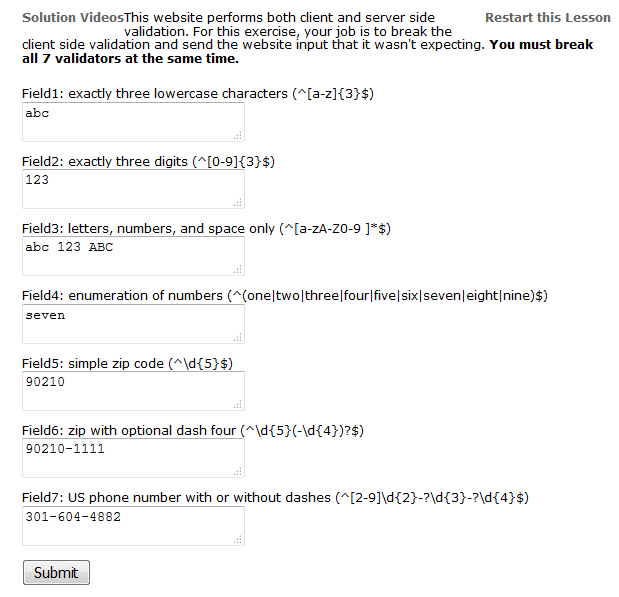 Solution Videos This website performs both client and server side Restart this Lesson
validation. For this exercise, your job is to break the
client side validation and send the website input that it wasn't expecting. You must break
all 7 validators at the same time.
Field1: exactly three lowercase characters (^[a-z]{3}$)
abc
Field2: exactly three digits (^[0-9]{3}$)
123
Field3: letters, numbers, and space only (^[a-zA-Z0-9 ]*$)
abc 123 ABC
Field4: enumeration of numbers (^(one|two|three|four|five|six|seven|eight|nine)$)
seven
Field5: simple zip code (^\d{5}$)
90210
Field6: zip with optional dash four (^\d{5}(-\d{4})?$)
90210-1111
Field7: US phone number with or without dashes (^[2-9]\d{2}-?\d{3}-?\d{4}$)
301-604-4882
Submit